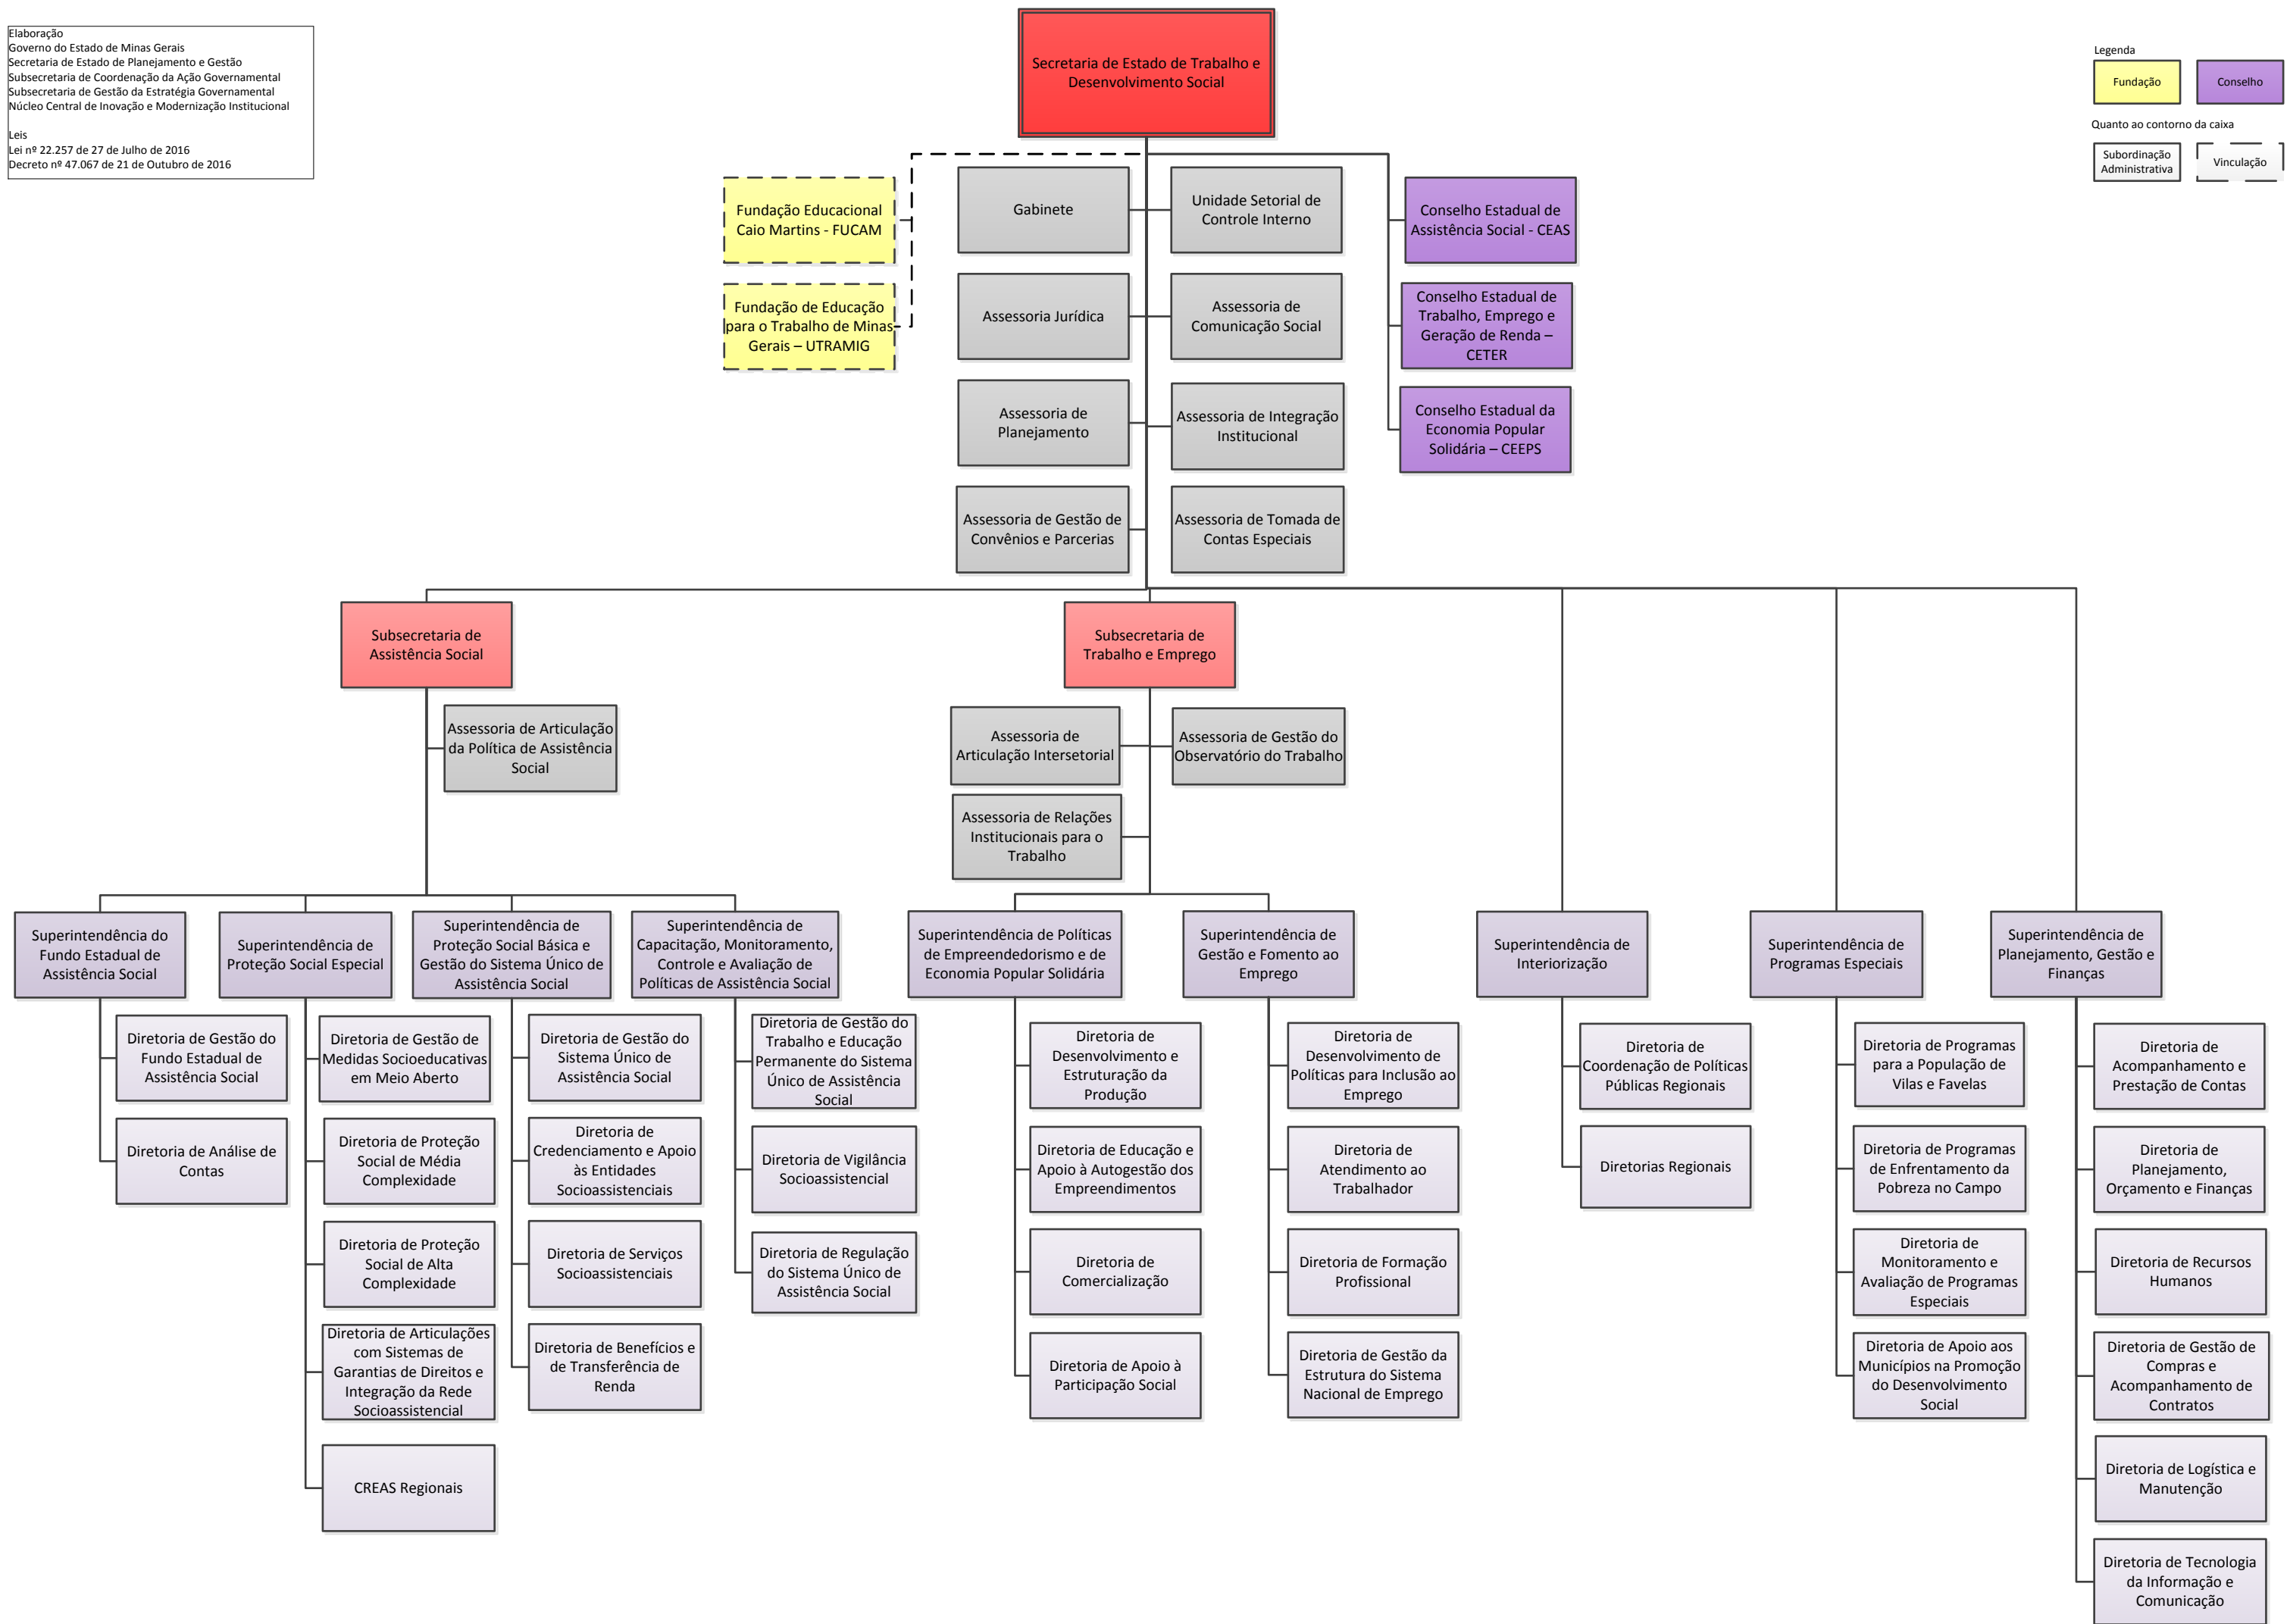 Elaboração
Governo do Estado de Minas Gerais
Secretaria de Estado de Planejamento e Gestão
Subsecretaria de Coordenação da Ação Governamental
Subsecretaria de Gestão da Estratégia Governamental
Núcleo Central de Inovação e Modernização Institucional
Leis
Lei nº 22.257 de 27 de Julho de 2016
Decreto nº 47.067 de 21 de Outubro de 2016
Secretaria de Estado de Trabalho e
Desenvolvimento Social
Legenda
Fundação
Conselho
Quanto ao contorno da caixa
Subordinação
Administrativa
Vinculação
Fundação Educacional
Caio Martins - FUCAM
Fundação de Educação
para o Trabalho de Minas
Gerais – UTRAMIG
Gabinete
Unidade Setorial de
Controle Interno
Assessoria Jurídica
Assessoria de
Comunicação Social
Assessoria de
Planejamento
Assessoria de Integração
Institucional
Assessoria de Gestão de
Convênios e Parcerias
Assessoria de Tomada de
Contas Especiais
Conselho Estadual de
Assistência Social - CEAS
Conselho Estadual de
Trabalho, Emprego e
Geração de Renda –
CETER
Conselho Estadual da
Economia Popular
Solidária – CEEPS
Subsecretaria de
Assistência Social
Assessoria de Articulação
da Política de Assistência
Social
Subsecretaria de
Trabalho e Emprego
Assessoria de
Articulação Intersetorial
Assessoria de Gestão do
Observatório do Trabalho
Assessoria de Relações
Institucionais para o
Trabalho
Superintendência do
Fundo Estadual de
Assistência Social
Diretoria de Gestão do
Fundo Estadual de
Assistência Social
Diretoria de Análise de
Contas
Superintendência de
Proteção Social Especial
Diretoria de Gestão de
Medidas Socioeducativas
em Meio Aberto
Diretoria de Proteção
Social de Média
Complexidade
Diretoria de Proteção
Social de Alta
Complexidade
Diretoria de Articulações
com Sistemas de
Garantias de Direitos e
Integração da Rede
Socioassistencial
CREAS Regionais
Superintendência de
Proteção Social Básica e
Gestão do Sistema Único de
Assistência Social
Diretoria de Gestão do
Sistema Único de
Assistência Social
Diretoria de
Credenciamento e Apoio
às Entidades
Socioassistenciais
Diretoria de Serviços
Socioassistenciais
Diretoria de Benefícios e
de Transferência de
Renda
Superintendência de
Capacitação, Monitoramento,
Controle e Avaliação de
Políticas de Assistência Social
Diretoria de Gestão do
Trabalho e Educação
Permanente do Sistema
Único de Assistência
Social
Diretoria de Vigilância
Socioassistencial
Diretoria de Regulação
do Sistema Único de
Assistência Social
Superintendência de Políticas
de Empreendedorismo e de
Economia Popular Solidária
Diretoria de
Desenvolvimento e
Estruturação da
Produção
Diretoria de Educação e
Apoio à Autogestão dos
Empreendimentos
Diretoria de
Comercialização
Diretoria de Apoio à
Participação Social
Superintendência de
Gestão e Fomento ao
Emprego
Diretoria de
Desenvolvimento de
Políticas para Inclusão ao
Emprego
Diretoria de
Atendimento ao
Trabalhador
Diretoria de Formação
Profissional
Diretoria de Gestão da
Estrutura do Sistema
Nacional de Emprego
Superintendência de
Interiorização
Diretoria de
Coordenação de Políticas
Públicas Regionais
Diretorias Regionais
Superintendência de
Programas Especiais
Diretoria de Programas
para a População de
Vilas e Favelas
Diretoria de Programas
de Enfrentamento da
Pobreza no Campo
Diretoria de
Monitoramento e
Avaliação de Programas
Especiais
Diretoria de Apoio aos
Municípios na Promoção
do Desenvolvimento
Social
Superintendência de
Planejamento, Gestão e
Finanças
Diretoria de
Acompanhamento e
Prestação de Contas
Diretoria de
Planejamento,
Orçamento e Finanças
Diretoria de Recursos
Humanos
Diretoria de Gestão de
Compras e
Acompanhamento de
Contratos
Diretoria de Logística e
Manutenção
Diretoria de Tecnologia
da Informação e
Comunicação